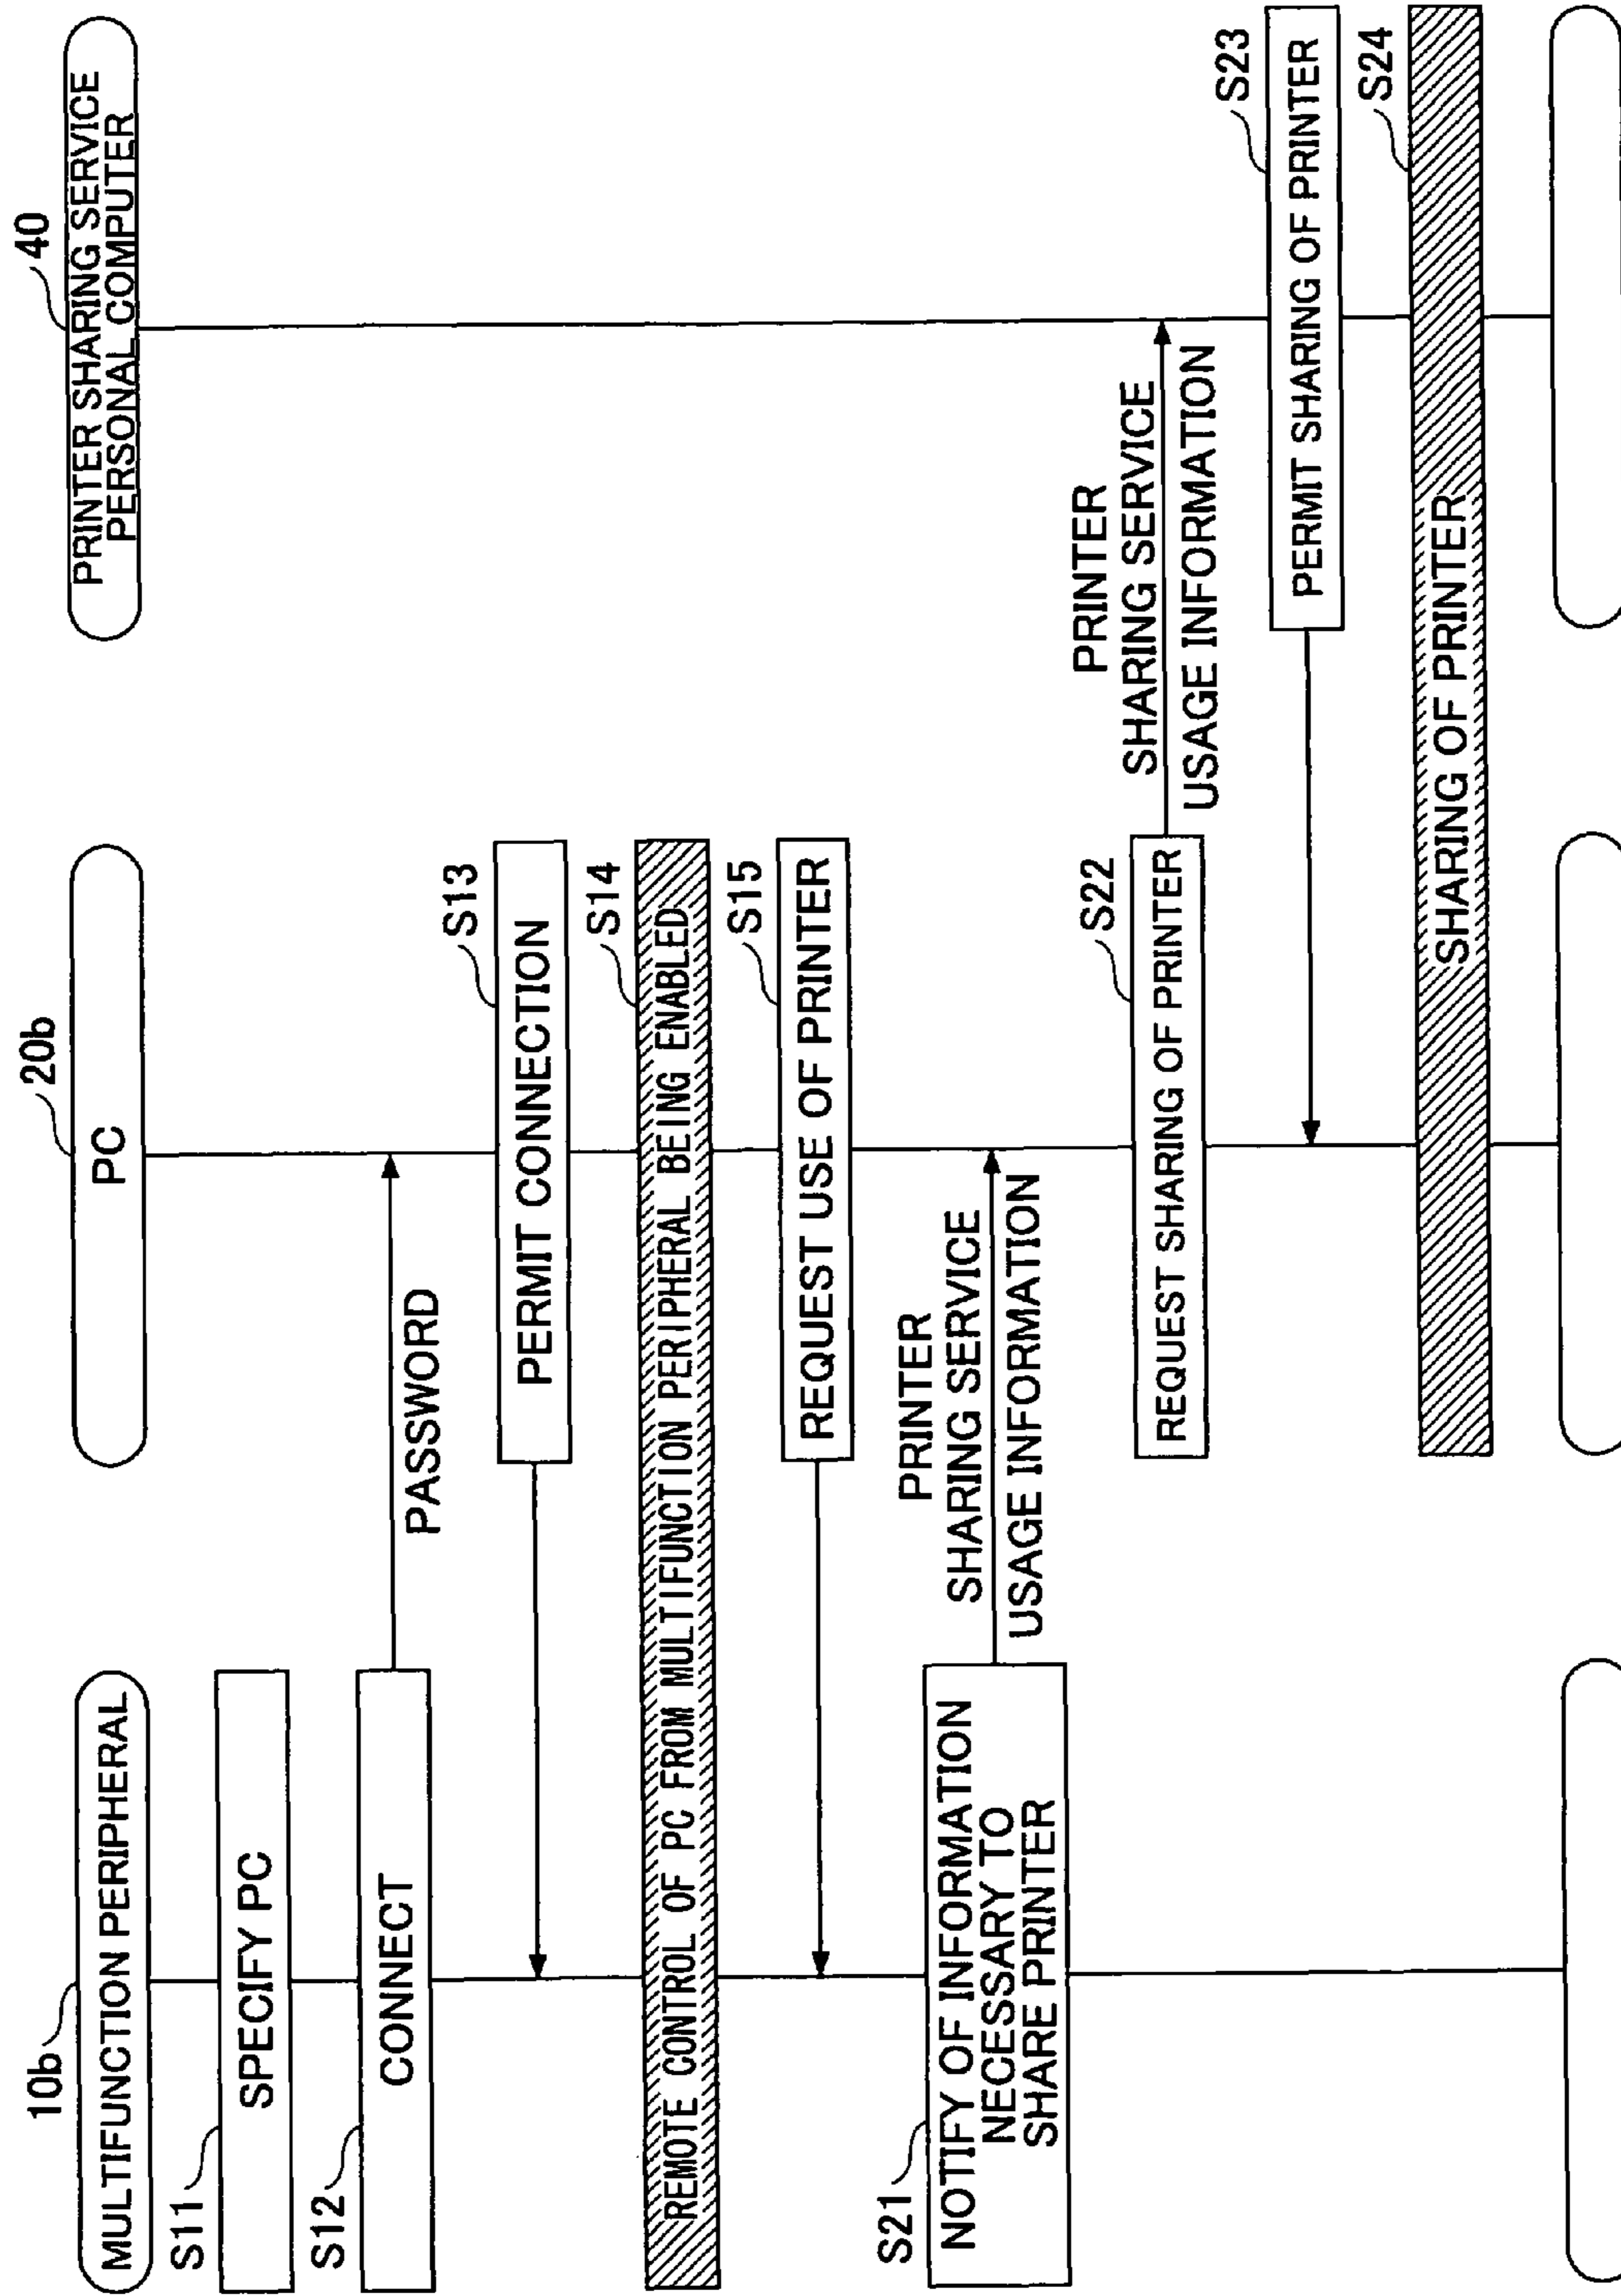 10b
MULTIFUNCTION PERIPHERAL
20b
PC
40
PRINTER SHARING SERVICE
PERSONAL COMPUTER
S11
SPECIFY PC
S12
CONNECT
PASSWORD
S13
PERMIT CONNECTION
S14
REMOTE CONTROL OF PC FROM MULTIFUNCTION PERIPHERAL BEING ENABLED
S15
REQUEST USE OF PRINTER
S21
NOTIFY OF INFORMATION
NECESSARY TO
SHARE PRINTER
PRINTER
SHARING SERVICE
USAGE INFORMATION
S22
REQUEST SHARING OF PRINTER
PRINTER
SHARING SERVICE
USAGE INFORMATION
S23
PERMIT SHARING OF PRINTER
S24
SHARING OF PRINTER